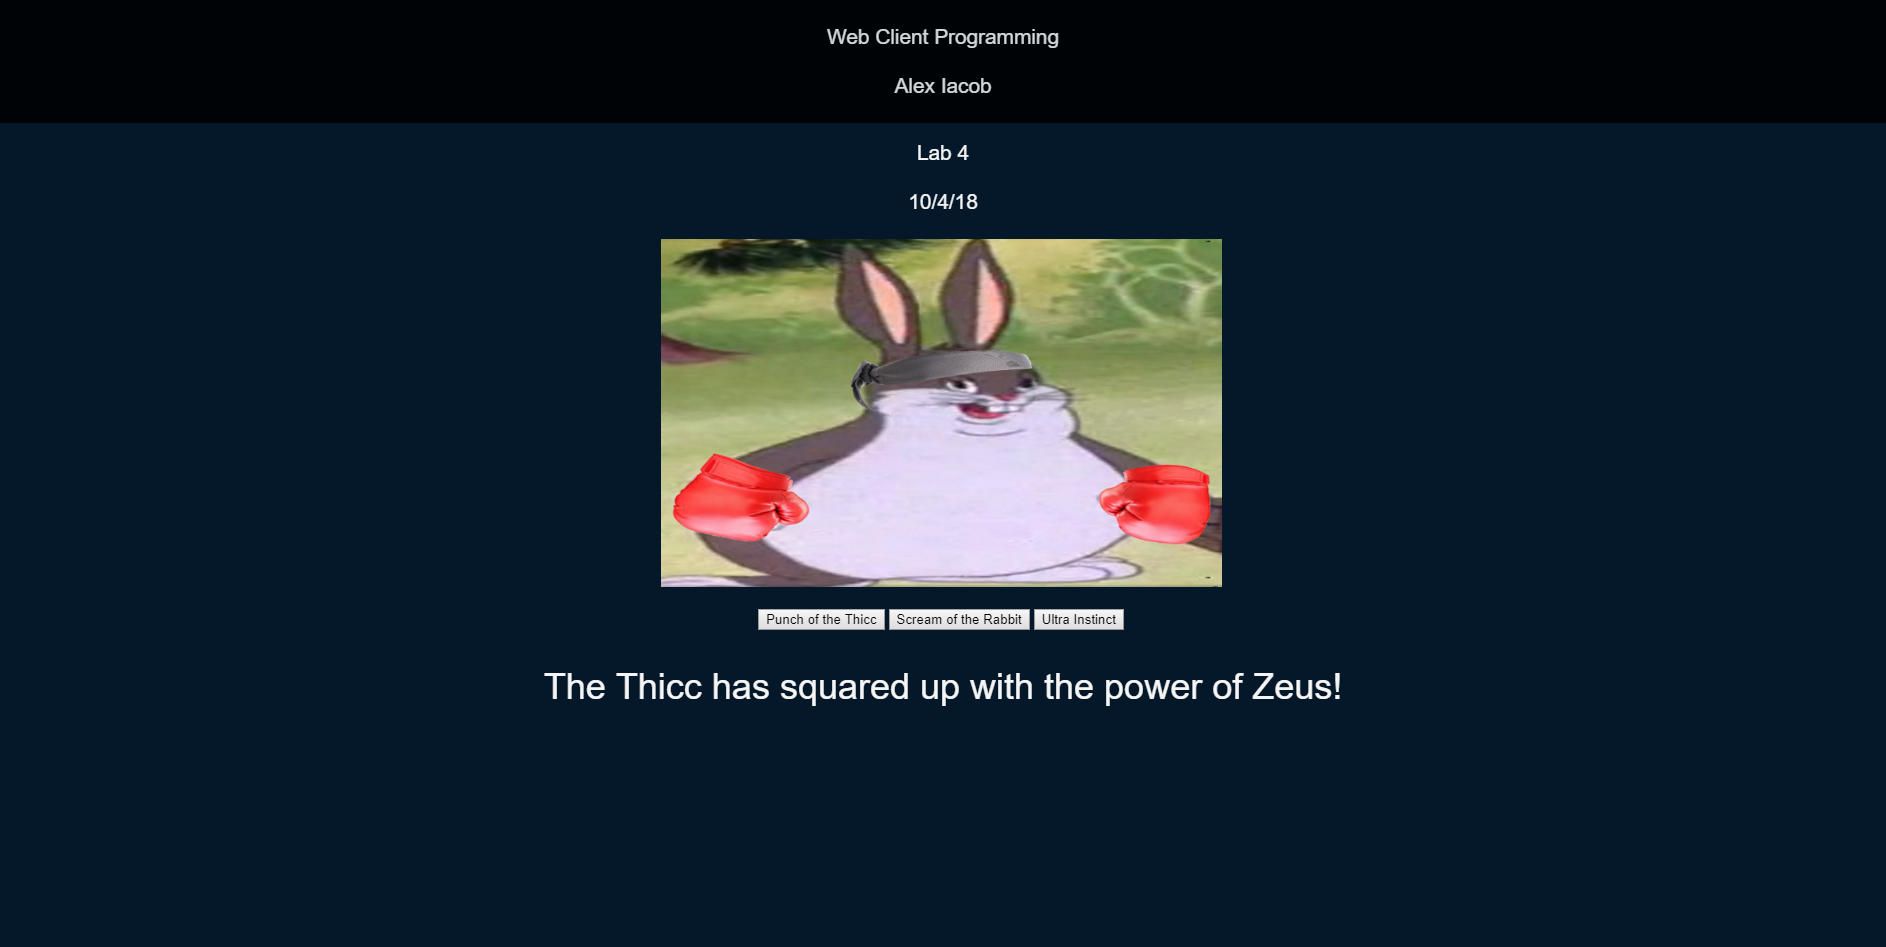 Web Client Programming
Alex Iacob
Lab 4
10/4/18
Punch of the Thicc Scream of the Rabbit Ultra Instinct
The Thicc has squared up with the power of Zeus!